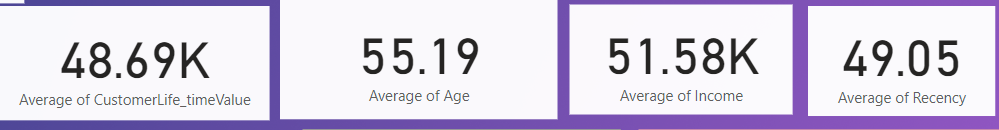 48.69K
Average of CustomerLife_timeValue
55.19
Average of Age
51.58K
Average of Income
49.05
Average of Recency